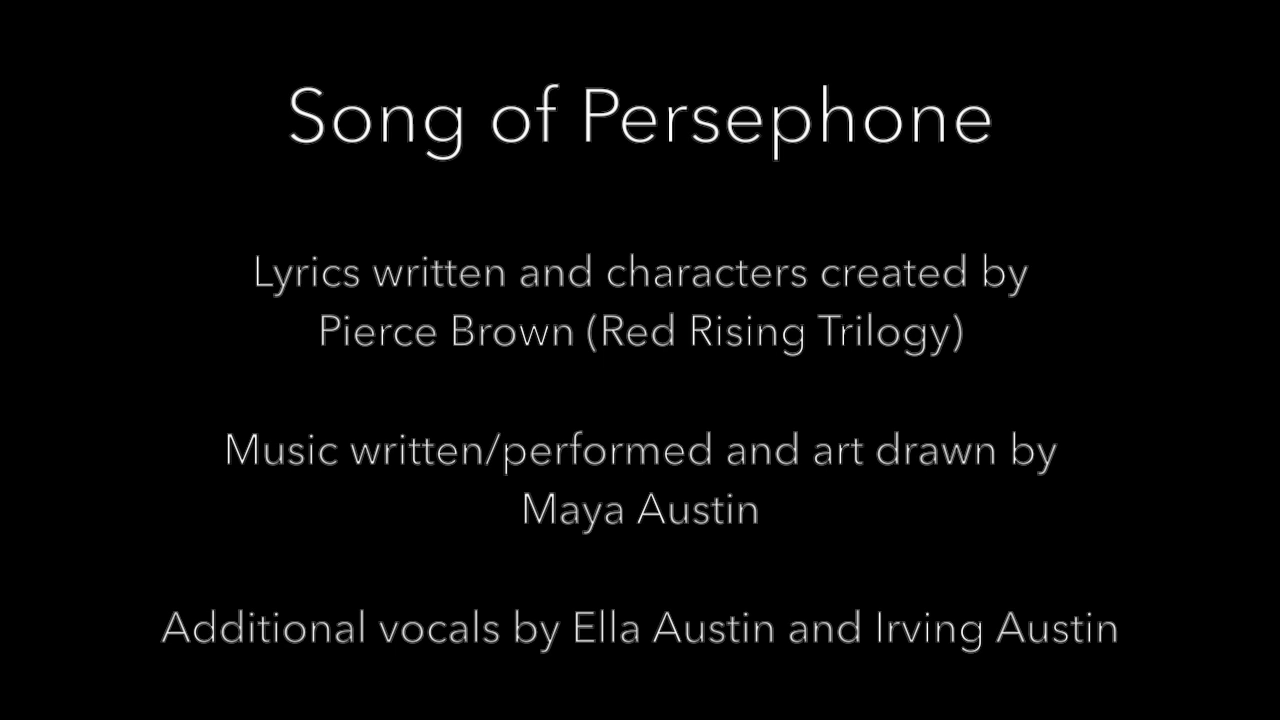 Song of Persephone
Lyrics written and characters created by
Pierce Brown (Red Rising Trilogy)
Music written/performed and art drawn by
Maya Austin
Additional vocals by Ella Austin and Irving Austin